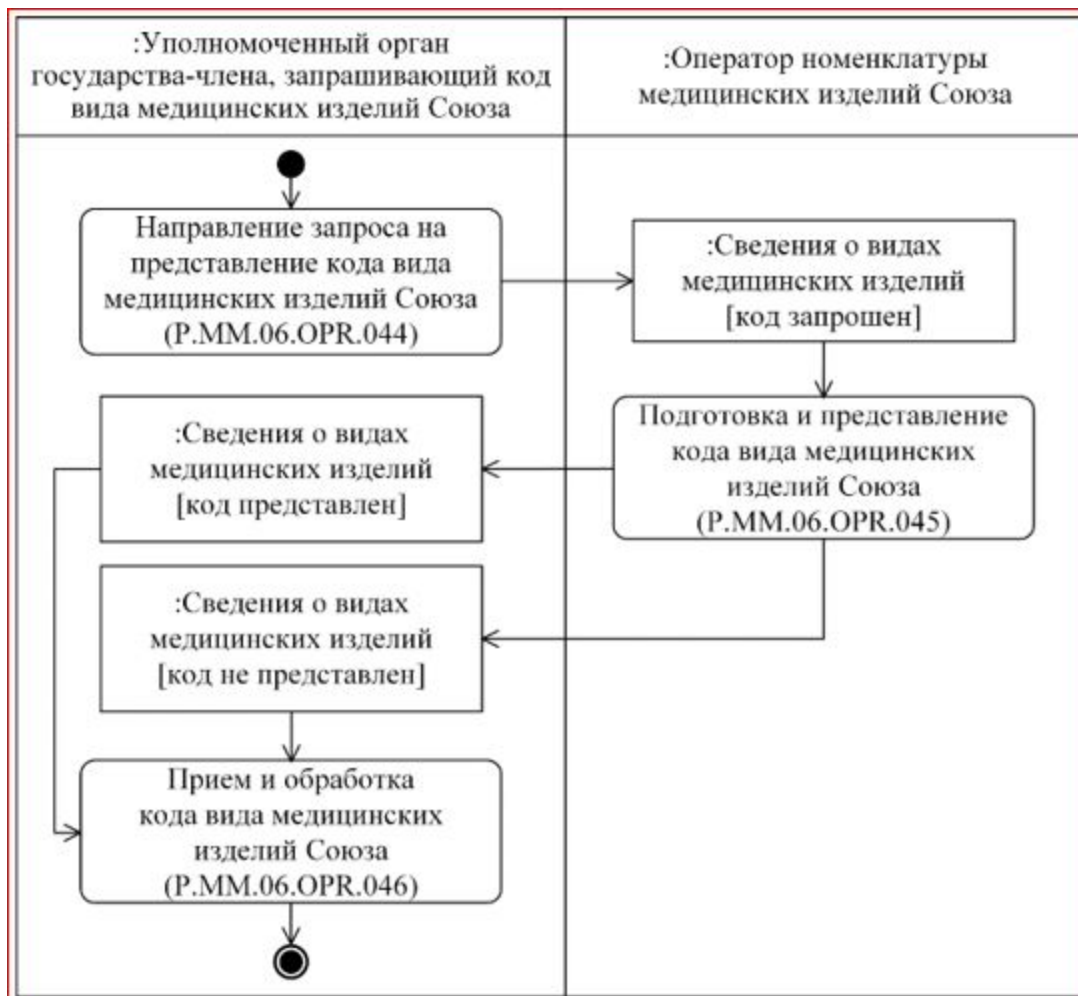 :Уполномоченный орган
государства-члена, запрашивающий код
вида медицинских изделий Союза
:Оператор номенклатуры
медицинских изделий Союза
Направление запроса на
представление кода вида
медицинских изделий Союза
(P.MM.06.OPR.044)
:Сведения о видах
медицинских изделий
[код запрошен]
Подготовка и представление
кода вида медицинских
изделий Союза
(P.MM.06.OPR.045)
:Сведения о видах
медицинских изделий
[код представлен]
:Сведения о видах
медицинских изделий
[код не представлен]
Прием и обработка
кода вида медицинских
изделий Союза
(P.MM.06.OPR.046)